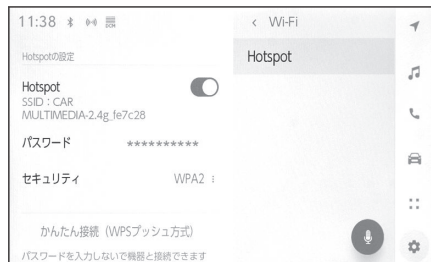 11:38
DCM
< Wi-Fi
Hotspotの設定
Hotspot
Hotspot
SSID：CAR
MULTIMEDIA-2.4g_fe7c28
パスワード **********
セキュリティ WPA2
かんたん接続（WPSプッシュ方式）
パスワードを入力しないで機器と接続できます